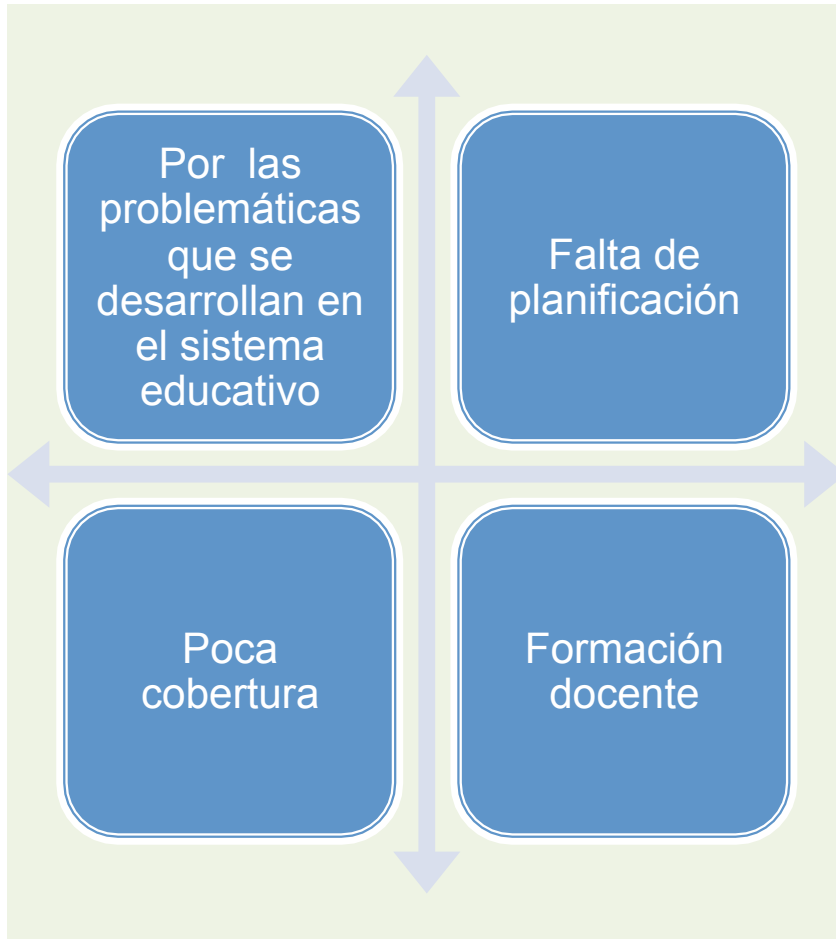 Por las
problemáticas
que se
desarrollan en
el sistema
educativo
Falta de
planificación
Poca
cobertura
Formación
docente